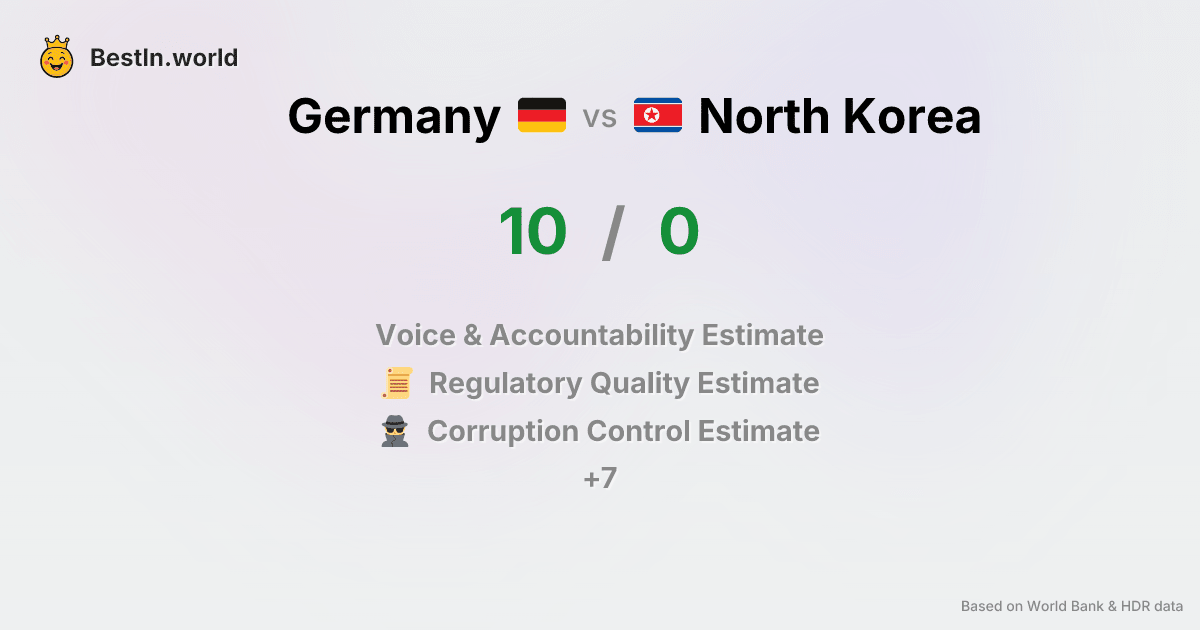 BestIn.world
Germany vs North Korea
10 / 0
Voice & Accountability Estimate
Regulatory Quality Estimate
Corruption Control Estimate
+7
Based on World Bank & HDR data